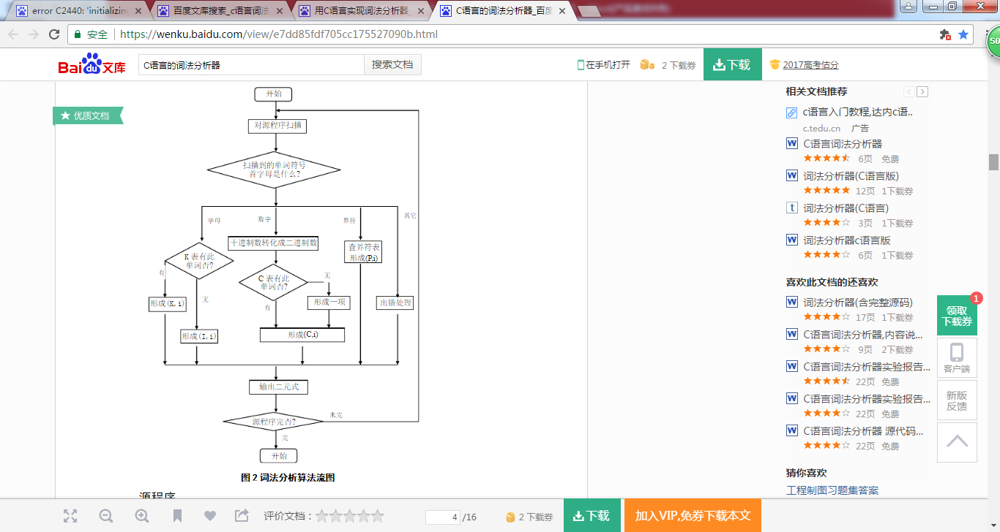 error C2440: 'initializing
百度文库搜索_c语言词法
用C语言实现词法分析器_
C语言的词法分析器_百度
安全
https://wenku.baidu.com/view/e7dd85fdf705cc175527090b.html
50
Baidu文库
C语言的词法分析器
搜索文档
在手机打开
2 下载券
下载
2017高考估分
优质文档
开始
对源程序扫描
扫描到的单词符号
首字母是什么?
字母
数字
界符
其它
十进制数转化成二进制数
查界符表
形成(P,i)
K 表有此
单词否?
C 表有此
单词否?
有
无
无
有
形成(K,i)
形成一项
出错处理
形成(I,i)
形成(C,i)
输出二元式
源程序完否?
未完
完
开始
图 2 词法分析算法流图
源程序
相关文档推荐
c语言入门教程,达内c语..
c.tedu.cn 广告
C语言词法分析器
6页 免费
词法分析器(C语言版)
12页 1下载券
词法分析器(C语言)
3页 1下载券
词法分析器c语言版
6页 1下载券
喜欢此文档的还喜欢
词法分析器(含完整源码)
17页 1下载券
C语言词法分析器,内容说...
9页 2下载券
C语言词法分析器实验报告...
22页 免费
C语言词法分析器实验报告...
22页 免费
C语言词法分析器 源代码...
22页 免费
猜你喜欢
工程制图习题集答案
1
领取
下载券
客户端
新版
反馈
评价文档：
4 /16
2 下载券
下载
加入VIP,免券下载本文